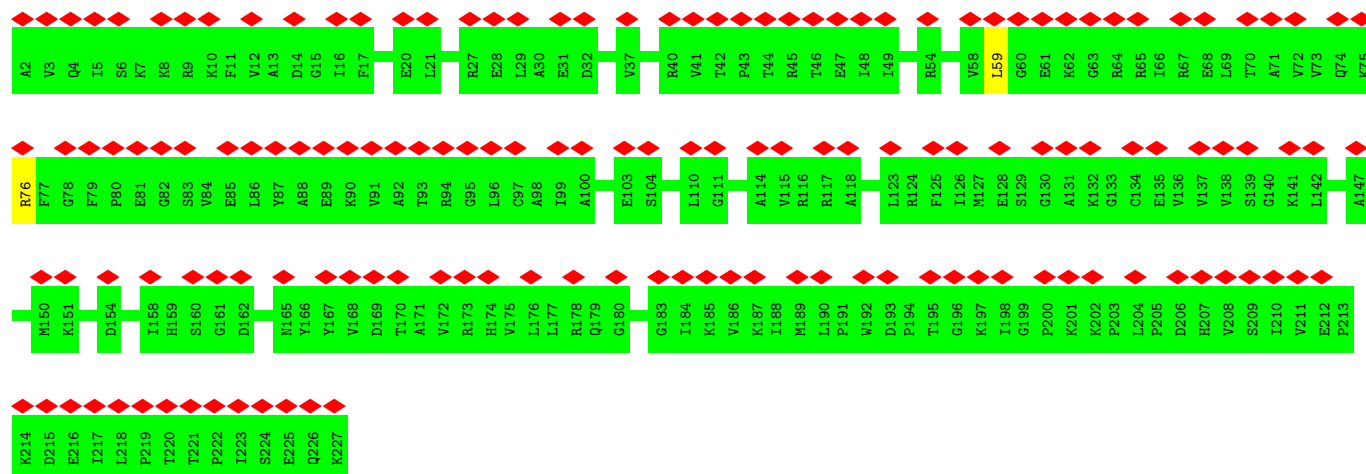 A2 V3 Q4 I5 S6 K7 K8 R9 K10 F11 V12 A13 D14 G15 I16 F17 E20 L21 R27 E28 L29 A30 E31 D32 V37 R40 V41 T42 P43 T44 R45 T46 E47 I48 I49 R54 V58 L59 G60 E61 K62 G63 R64 R65 I66 R67 E68 L69 T70 A71 V72 V73 Q74 K75
R76 F77 G78 F79 P80 E81 G82 S83 V84 E85 L86 Y87 A88 E89 K90 V91 A92 T93 R94 G95 L96 C97 A98 I99 A100 E103 S104 L110 G111 A114 V115 R116 R117 A118 L123 R124 F125 I126 M127 E128 S129 G130 A131 K132 G133 C134 E135 V136 V137 V138 S139 G140 K141 L142 A147
M150 K151 D154 I158 H159 S160 G161 D162 N165 Y166 Y167 V168 D169 T170 A171 V172 R173 H174 V175 L176 L177 R178 Q179 G180 G183 I184 K185 V186 K187 I188 M189 L190 P191 W192 D193 P194 T195 G196 K197 I198 G199 P200 K201 K202 P203 L204 P205 D206 H207 V208 S209 I210 V211 E212 P213
K214 D215 E216 I217 L218 P219 T220 T221 P222 I223 S224 E225 Q226 K227